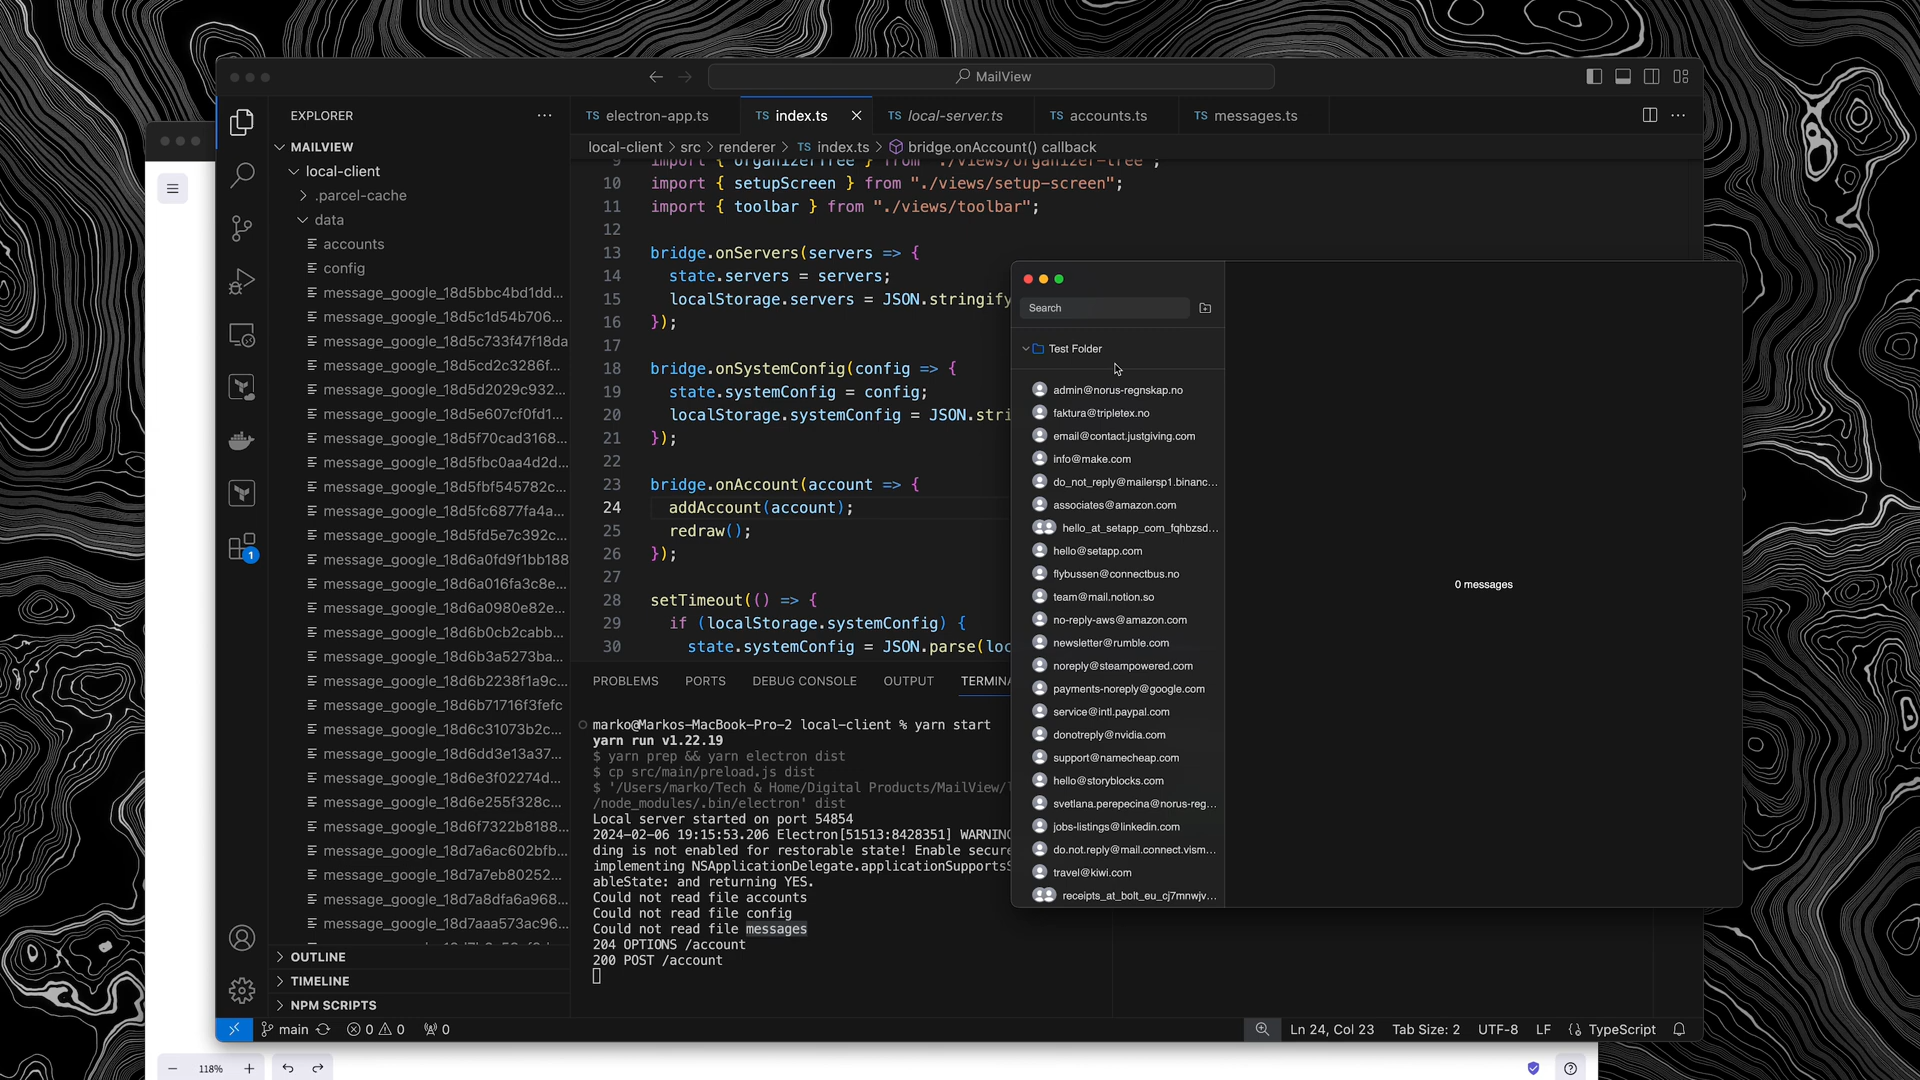 MailView
EXPLORER
MAILVIEW
local-client
.parcel-cache
data
accounts
config
message_google_18d5bbc4bd1dd...
message_google_18d5c1d54b706...
message_google_18d5c733f47f18da
message_google_18d5cd2c3286f...
message_google_18d5d2029c932...
message_google_18d5e607cf0fd1...
message_google_18d5f70cad3168...
message_google_18d5fbc0aa4d2d...
message_google_18d5fbf545782c...
message_google_18d5fc6877fa4a...
message_google_18d5fd5e7c392c...
message_google_18d6a0fd9f1bb188
message_google_18d6a016fa3c8e...
message_google_18d6a0980e82e...
message_google_18d6b0cb2cabb...
message_google_18d6b3a5273ba...
message_google_18d6b2238f1a9c...
message_google_18d6b71716f3fefc
message_google_18d6c31073b2c...
message_google_18d6dd3e13a37...
message_google_18d6e3f02274d...
message_google_18d6e255f328c...
message_google_18d6f7322b8188...
message_google_18d7a6ac602bfb...
message_google_18d7a7eb80252...
message_google_18d7a8dfa6a968...
message_google_18d7aaa573ac96...
1
OUTLINE
TIMELINE
NPM SCRIPTS
TS electron-app.ts TS index.ts TS local-server.ts TS accounts.ts TS messages.ts
local-client > src > renderer > TS index.ts > bridge.onAccount() callback
9 import { organizerTree } from "./views/organizer-tree";
10 import { setupScreen } from "./views/setup-screen";
11 import { toolbar } from "./views/toolbar";
12
13 bridge.onServers(servers => {
14 state.servers = servers;
15 localStorage.servers = JSON.stringify
16 });
17
18 bridge.onSystemConfig(config => {
19 state.systemConfig = config;
20 localStorage.systemConfig = JSON.stri
21 });
22
23 bridge.onAccount(account => {
24 addAccount(account);
25 redraw();
26 });
27
28 setTimeout(() => {
29 if (localStorage.systemConfig) {
30 state.systemConfig = JSON.parse(loc
PROBLEMS PORTS DEBUG CONSOLE OUTPUT TERMINA
marko@Markos-MacBook-Pro-2 local-client % yarn start
yarn run v1.22.19
$ yarn prep && yarn electron dist
$ cp src/main/preload.js dist
$ '/Users/marko/Tech & Home/Digital Products/MailView/l
/node_modules/.bin/electron' dist
Local server started on port 54854
2024-02-06 19:15:53.206 Electron[51513:8428351] WARNING
ding is not enabled for restorable state! Enable secure
implementing NSApplicationDelegate.applicationSupportsS
ableState: and returning YES.
Could not read file accounts
Could not read file config
Could not read file messages
204 OPTIONS /account
200 POST /account
Search
Test Folder
admin@norus-regnskap.no
faktura@tripletex.no
email@contact.justgiving.com
info@make.com
do_not_reply@mailersp1.binanc...
associates@amazon.com
hello_at_setapp_com_fqhbzsd...
hello@setapp.com
flybussen@connectbus.no
team@mail.notion.so
no-reply-aws@amazon.com
newsletter@rumble.com
noreply@steampowered.com
payments-noreply@google.com
service@intl.paypal.com
donotreply@nvidia.com
support@namecheap.com
hello@storyblocks.com
svetlana.perepecina@norus-reg...
jobs-listings@linkedin.com
do.not.reply@mail.connect.vism...
travel@kiwi.com
receipts_at_bolt_eu_cj7mnwjv...
0 messages
main 0 0 0
Ln 24, Col 23 Tab Size: 2 UTF-8 LF {} TypeScript
118%